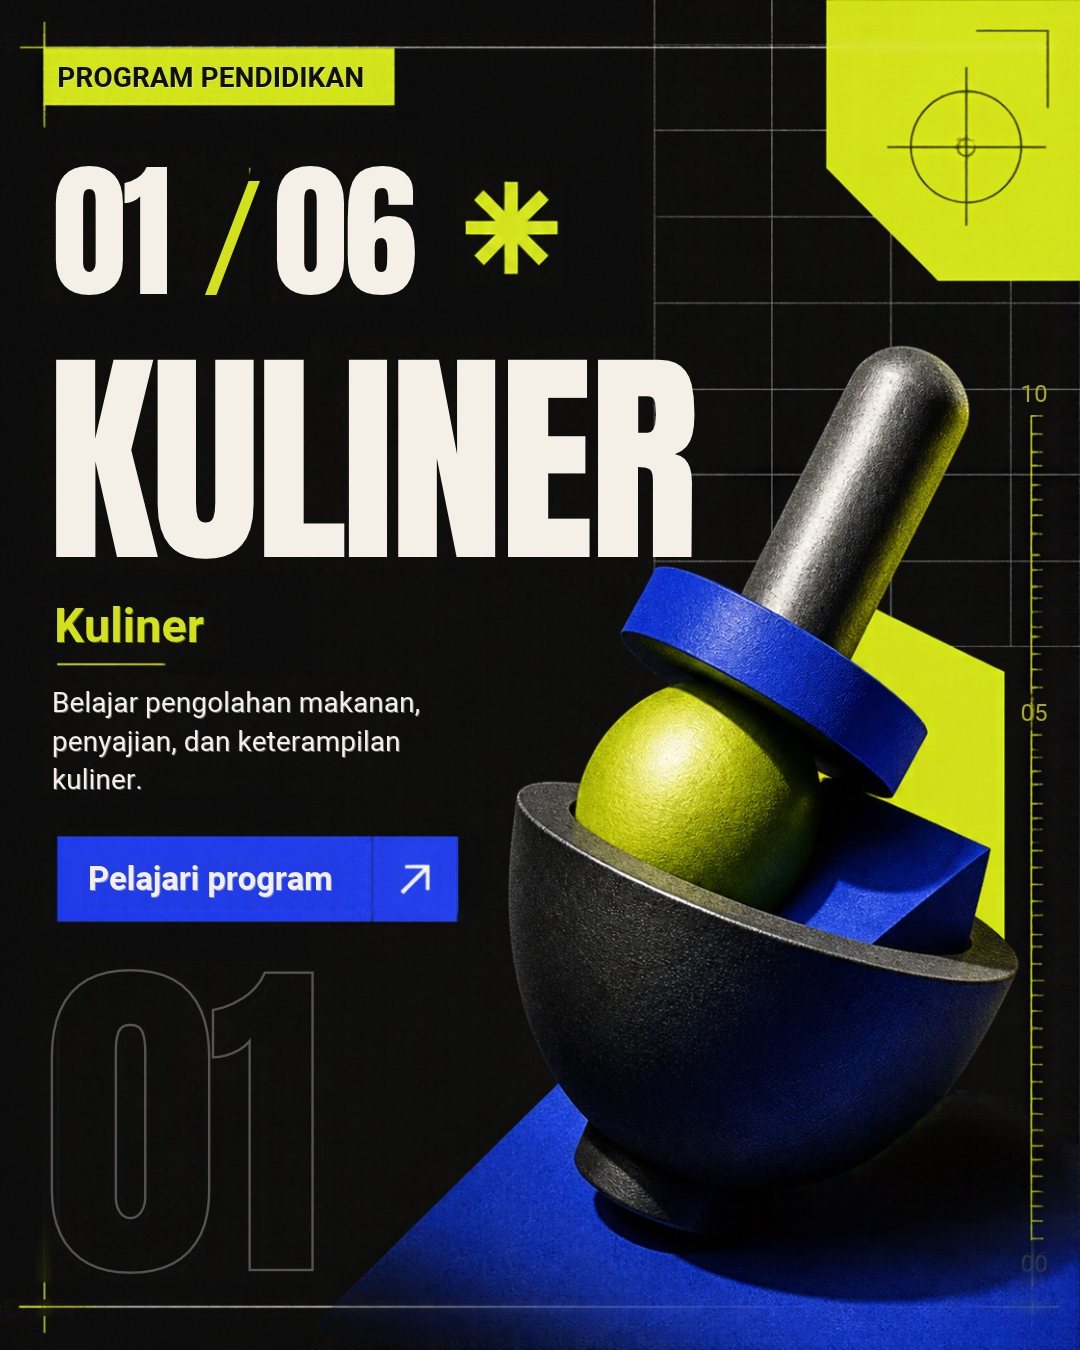 PROGRAM PENDIDIKAN
01 / 06
KULINER
Kuliner
Belajar pengolahan makanan,
penyajian, dan keterampilan
kuliner.
Pelajari program
01
10
05
00